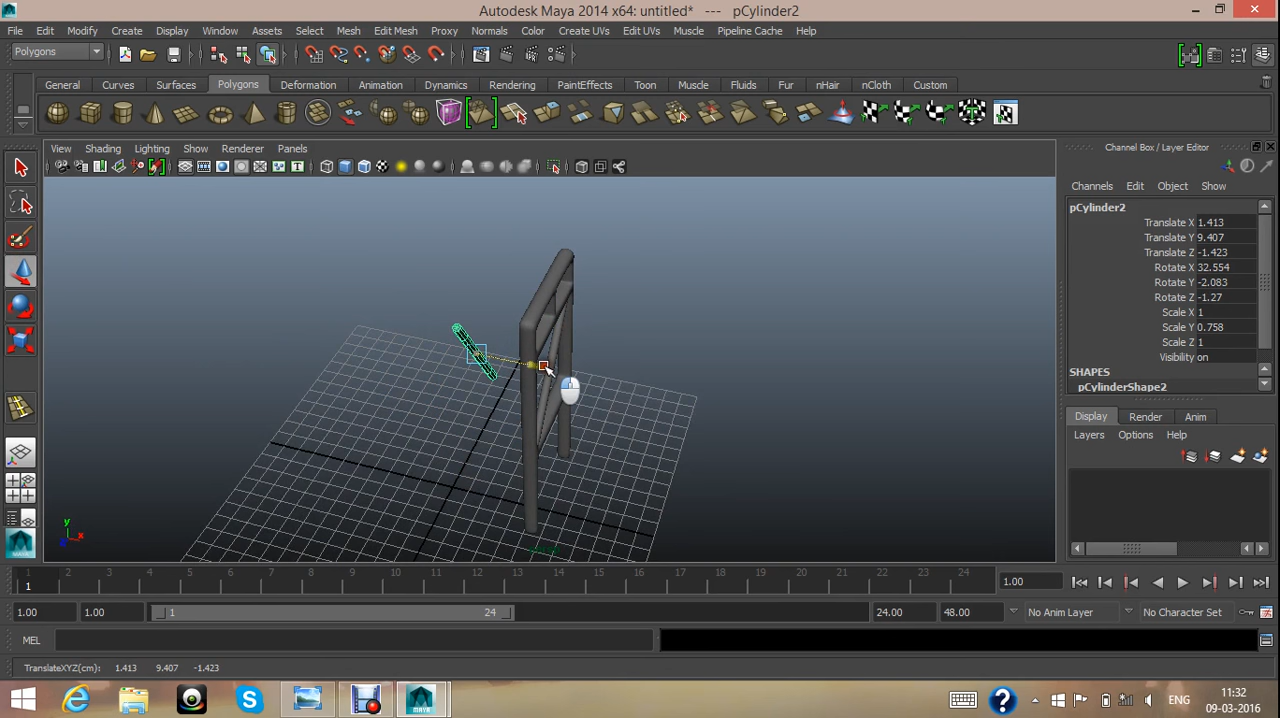 Autodesk Maya 2014 x64: untitled*   ---   pCylinder2
File Edit Modify Create Display Window Assets Select Mesh Edit Mesh Proxy Normals Color Create UVs Edit UVs Muscle Pipeline Cache Help
Polygons
General Curves Surfaces Polygons Deformation Animation Dynamics Rendering PaintEffects Toon Muscle Fluids Fur nHair nCloth Custom
View Shading Lighting Show Renderer Panels
Channel Box / Layer Editor
Channels Edit Object Show
pCylinder2
Translate X 1.413
Translate Y 9.407
Translate Z -1.423
Rotate X 32.554
Rotate Y -2.083
Rotate Z -1.27
Scale X 1
Scale Y 0.758
Scale Z 1
Visibility on
SHAPES
pCylinderShape2
Display Render Anim
Layers Options Help
y
x
1 2 3 4 5 6 7 8 9 10 11 12 13 14 15 16 17 18 19 20 21 22 23 24
1
1.00
1.00 1.00 1 24 24.00 48.00 No Anim Layer No Character Set
MEL
TranslateXYZ(cm): 1.413 9.407 -1.423
ENG
11:32
09-03-2016